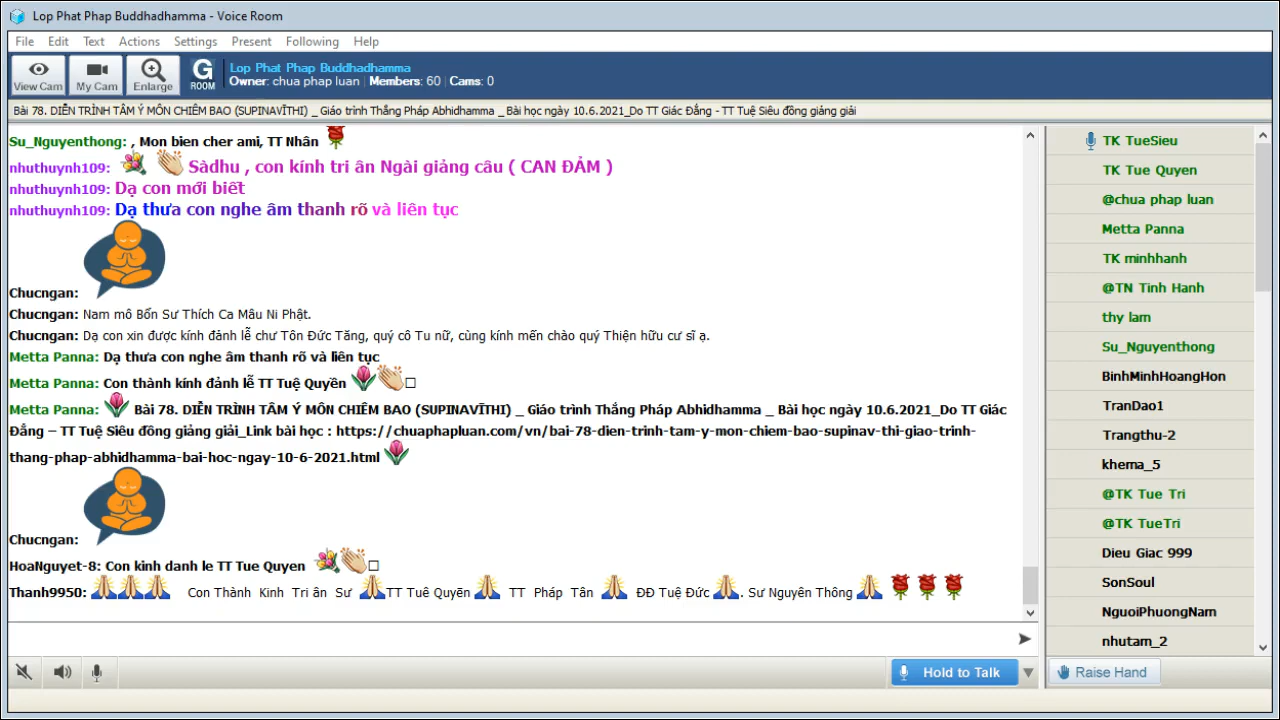 Lop Phat Phap Buddhadhamma - Voice Room
File Edit Text Actions Settings Present Following Help
View Cam My Cam Enlarge G ROOM
Lop Phat Phap Buddhadhamma
Owner: chua phap luan Members: 60 Cams: 0
Bài 78. DIỄN TRÌNH TÂM Ý MÔN CHIÊM BAO (SUPINAVĪTHI) _ Giáo trình Thắng Pháp Abhidhamma _ Bài học ngày 10.6.2021_Do TT Giác Đẳng - TT Tuệ Siêu đồng giảng giải
Su_Nguyenthong: , Mon bien cher ami, TT Nhân
nhuthuynh109: Sàdhu , con kính tri ân Ngài giảng câu ( CAN ĐẢM )
nhuthuynh109: Dạ con mới biết
nhuthuynh109: Dạ thưa con nghe âm thanh rõ và liên tục
Chucngan:
Chucngan: Nam mô Bổn Sư Thích Ca Mâu Ni Phật.
Chucngan: Dạ con xin được kính đảnh lễ chư Tôn Đức Tăng, quý cô Tu nữ, cùng kính mến chào quý Thiện hữu cư sĩ ạ.
Metta Panna: Dạ thưa con nghe âm thanh rõ và liên tục
Metta Panna: Con thành kính đảnh lễ TT Tuệ Quyền
Metta Panna: Bài 78. DIỄN TRÌNH TÂM Ý MÔN CHIÊM BAO (SUPINAVĪTHI) _ Giáo trình Thắng Pháp Abhidhamma _ Bài học ngày 10.6.2021_Do TT Giác
Đẳng – TT Tuệ Siêu đồng giảng giải_Link bài học : https://chuaphapluan.com/vn/bai-78-dien-trinh-tam-y-mon-chiem-bao-supinav-thi-giao-trinh-
thang-phap-abhidhamma-bai-hoc-ngay-10-6-2021.html
Chucngan:
HoaNguyet-8: Con kinh danh le TT Tue Quyen
Thanh9950: Con Thành Kinh Tri ân Sư TT Tuê Quyẽn TT Pháp Tân ĐĐ Tuệ Đức . Sư Nguyên Thông
Hold to Talk
TK TueSieu
TK Tue Quyen
@chua phap luan
Metta Panna
TK minhhanh
@TN Tinh Hanh
thy lam
Su_Nguyenthong
BinhMinhHoangHon
TranDao1
Trangthu-2
khema_5
@TK Tue Tri
@TK TueTri
Dieu Giac 999
SonSoul
NguoiPhuongNam
nhutam_2
Raise Hand